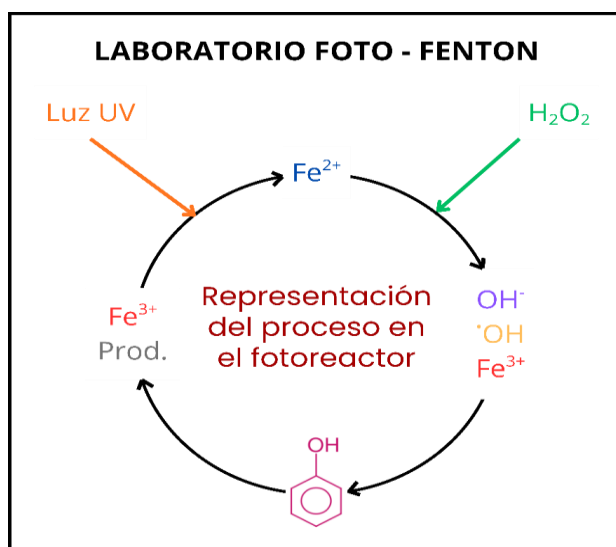 LABORATORIO FOTO - FENTON
Luz UV
H₂O₂
Fe²⁺
Representación
del proceso en
el fotoreactor
OH⁻
•OH
Fe³⁺
Fe³⁺
Prod.
OH